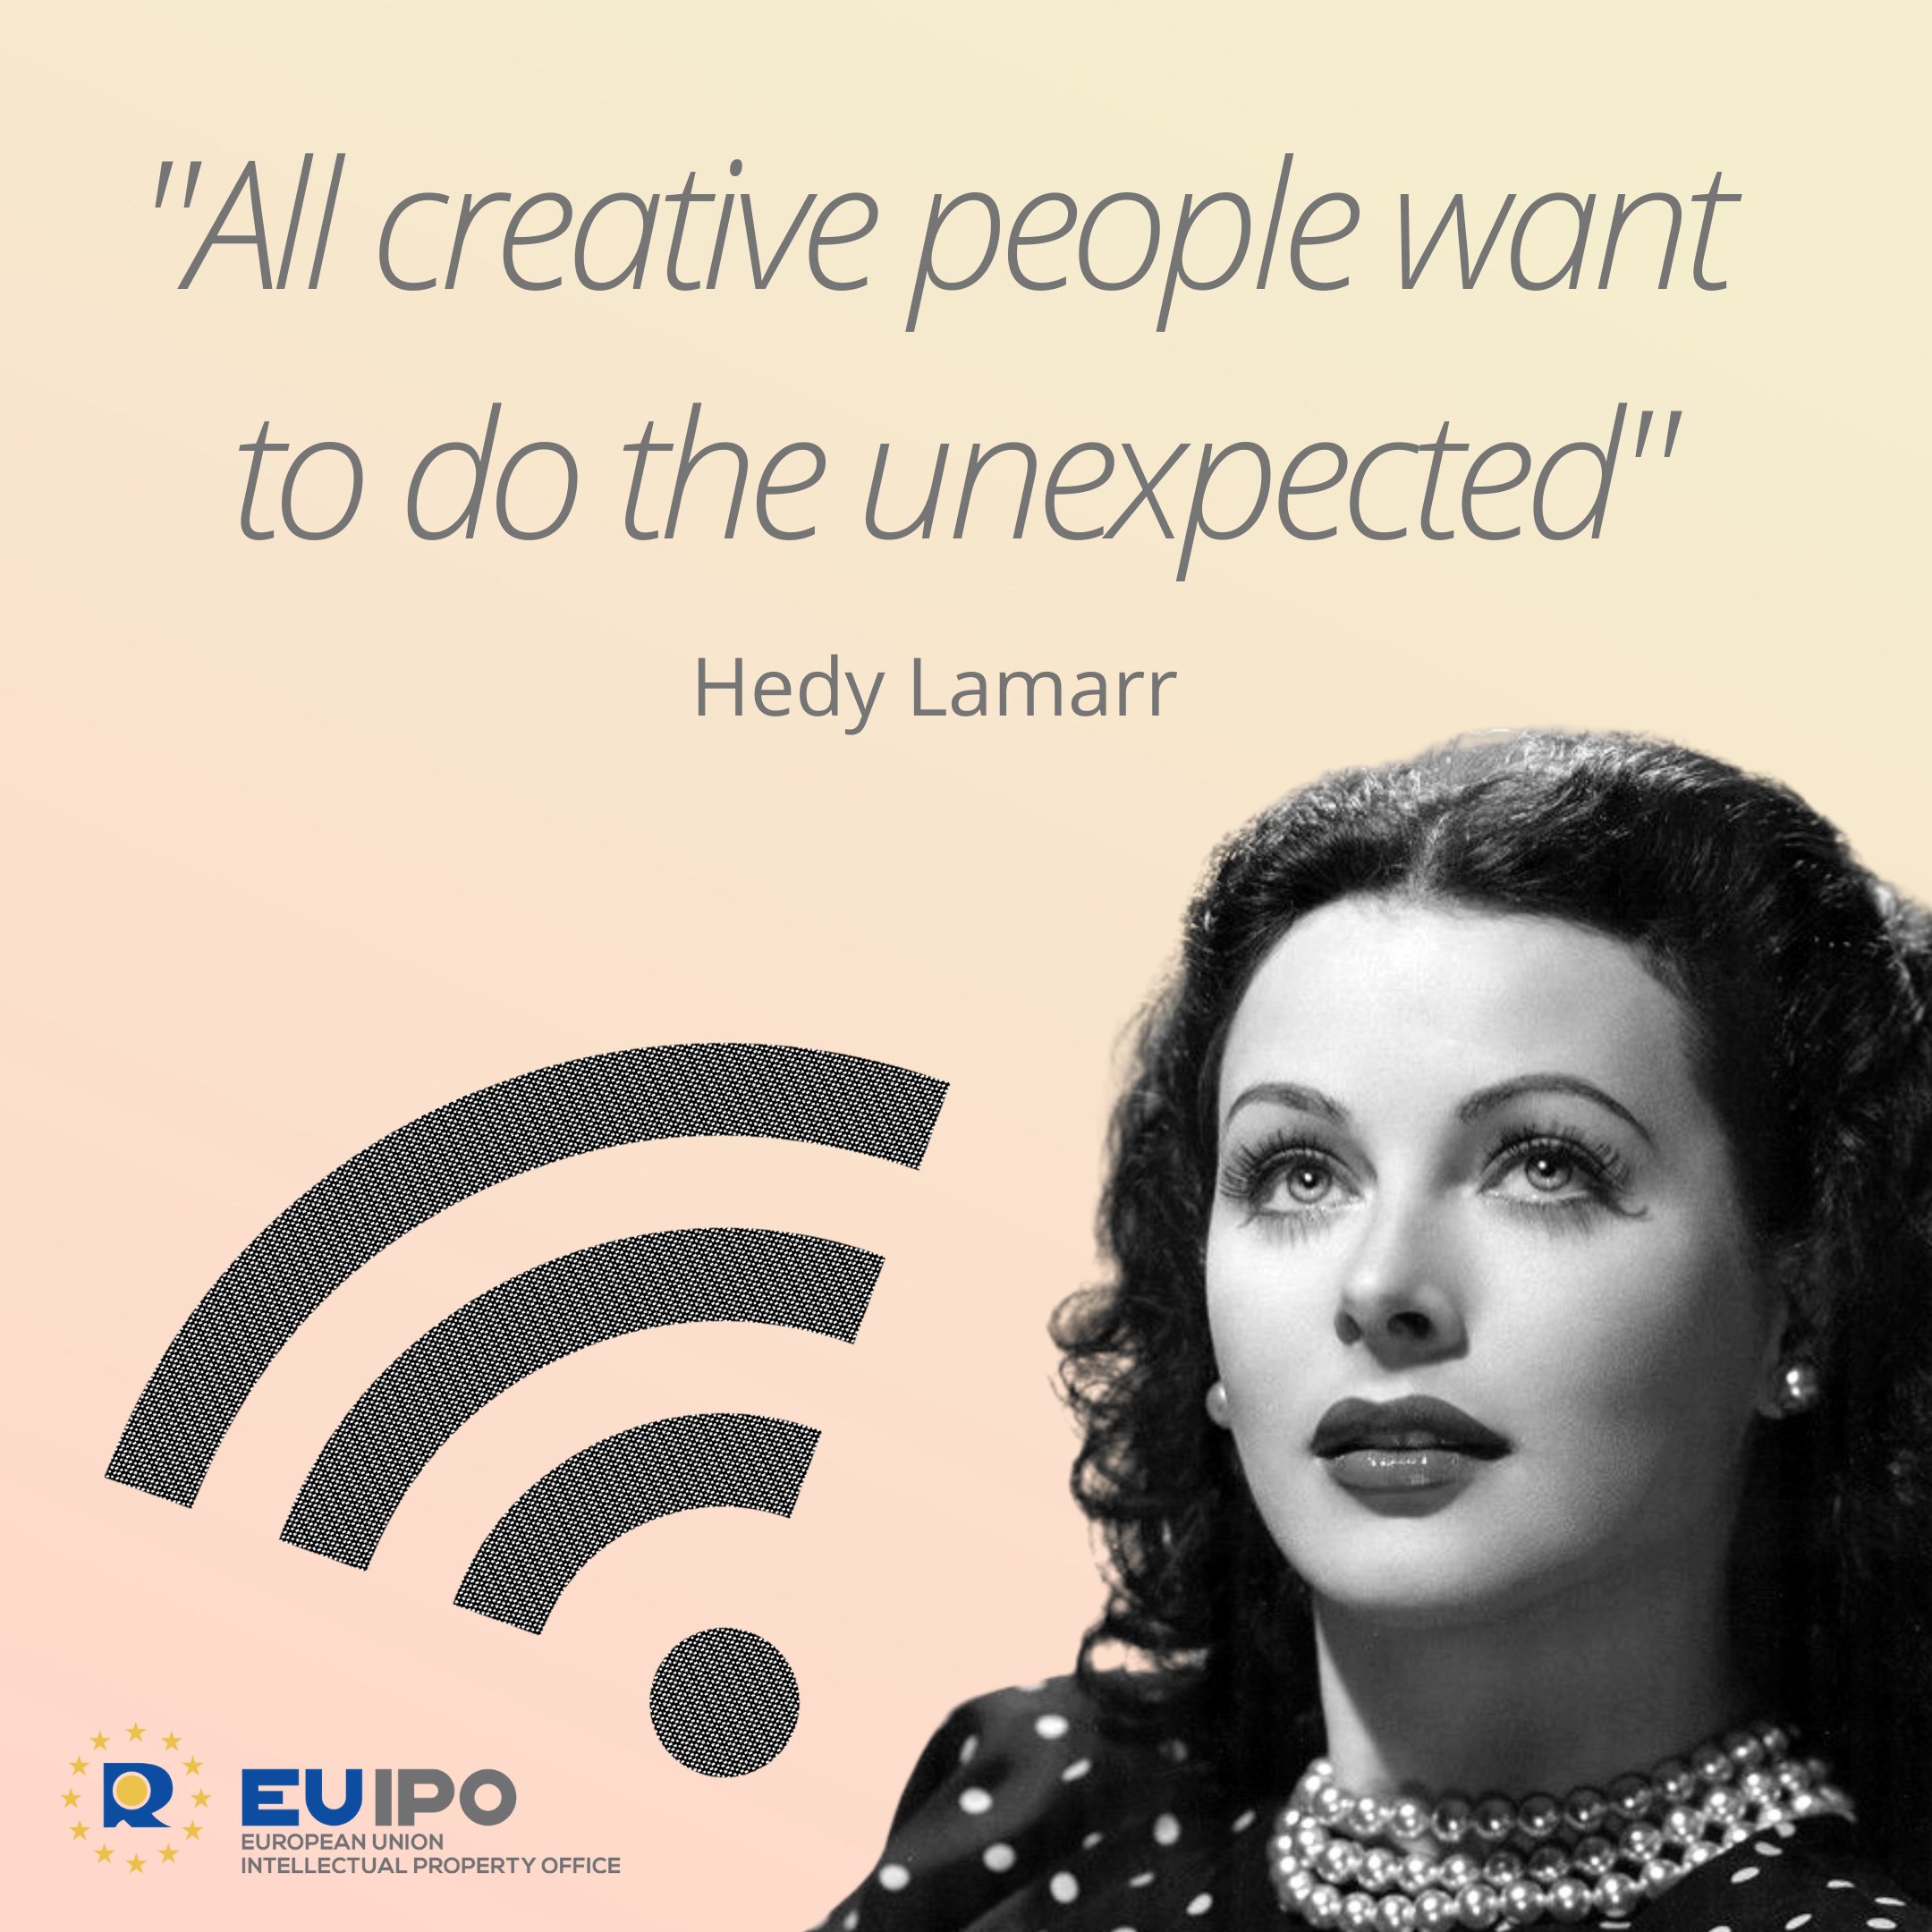 "All creative people want
to do the unexpected"
Hedy Lamarr
EUIPO
EUROPEAN UNION
INTELLECTUAL PROPERTY OFFICE